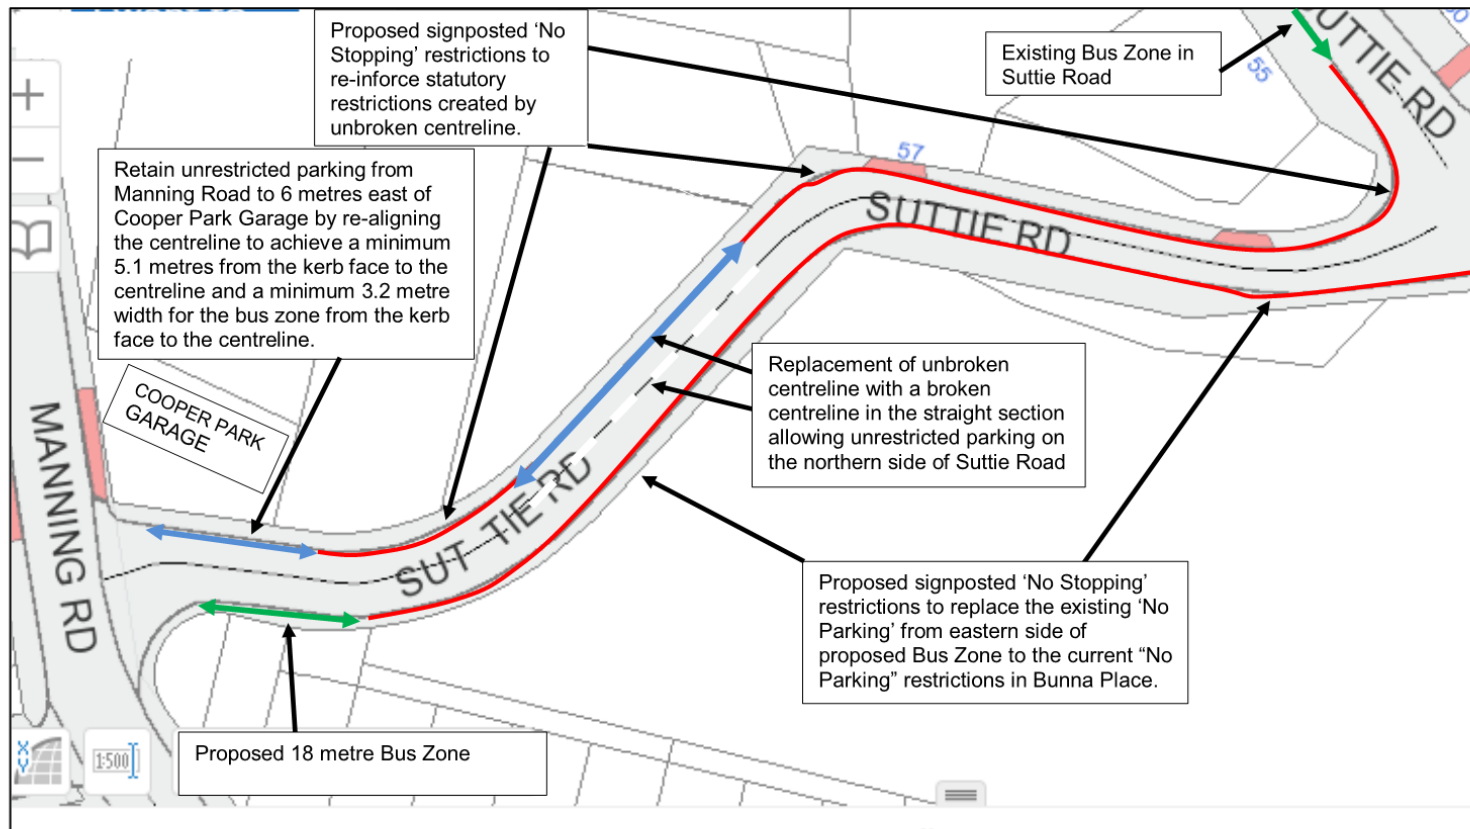 Proposed signposted ‘No
Stopping’ restrictions to
re-inforce statutory
restrictions created by
unbroken centreline.
Existing Bus Zone in
Suttie Road
SUTTIE RD
55
Retain unrestricted parking from
Manning Road to 6 metres east of
Cooper Park Garage by re-aligning
the centreline to achieve a minimum
5.1 metres from the kerb face to the
centreline and a minimum 3.2 metre
width for the bus zone from the kerb
face to the centreline.
57
SUTTIE RD
Replacement of unbroken
centreline with a broken
centreline in the straight section
allowing unrestricted parking on
the northern side of Suttie Road
COOPER PARK
GARAGE
MANNING RD
SUT TIE RD
Proposed signposted ‘No Stopping’
restrictions to replace the existing ‘No
Parking’ from eastern side of
proposed Bus Zone to the current “No
Parking” restrictions in Bunna Place.
Proposed 18 metre Bus Zone
XY
1:500